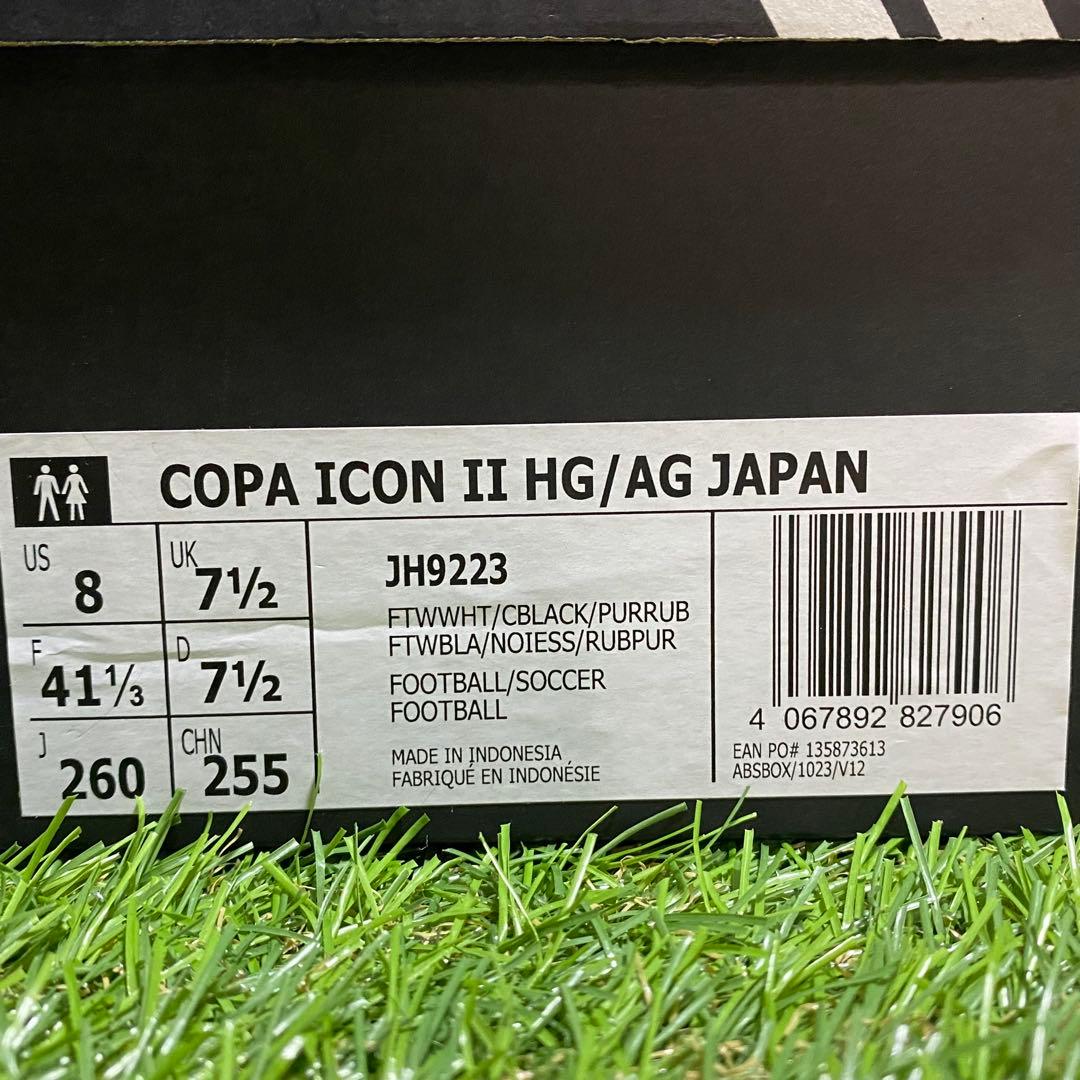 COPA ICON II HG/AG JAPAN
US 8 UK 7½
F 41⅓ D 7½
J 260 CHN 255
JH9223
FTWWHT/CBLACK/PURRUB
FTWBLA/NOIESS/RUBPUR
FOOTBALL/SOCCER
FOOTBALL
MADE IN INDONESIA
FABRIQUÉ EN INDONÉSIE
4 067892 827906
EAN PO# 135873613
ABSBOX/1023/V12